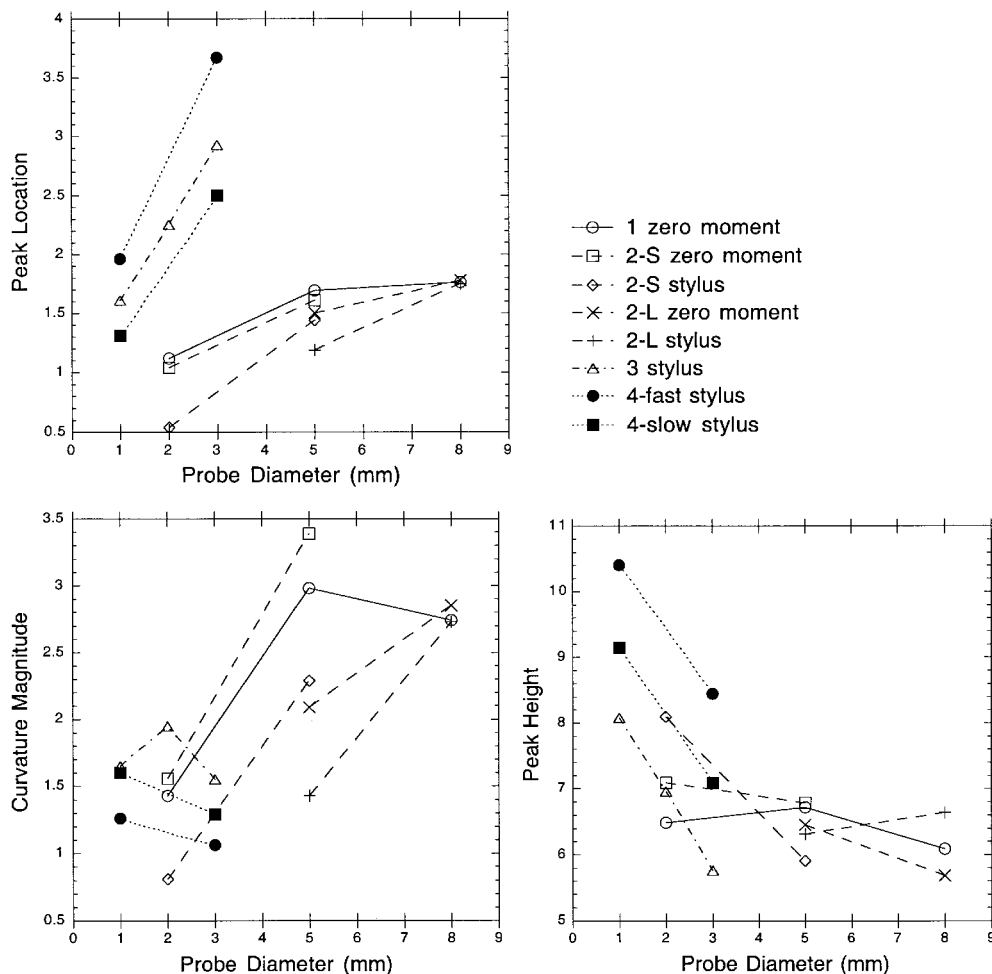 4
3.5
3
2.5
2
1.5
1
0.5
Peak Location
0 1 2 3 4 5 6 7 8 9
Probe Diameter (mm)
1 zero moment
2-S zero moment
2-S stylus
2-L zero moment
2-L stylus
3 stylus
4-fast stylus
4-slow stylus
3.5
3
2.5
2
1.5
1
0.5
Curvature Magnitude
0 1 2 3 4 5 6 7 8 9
Probe Diameter (mm)
11
10
9
8
7
6
5
Peak Height
0 1 2 3 4 5 6 7 8 9
Probe Diameter (mm)